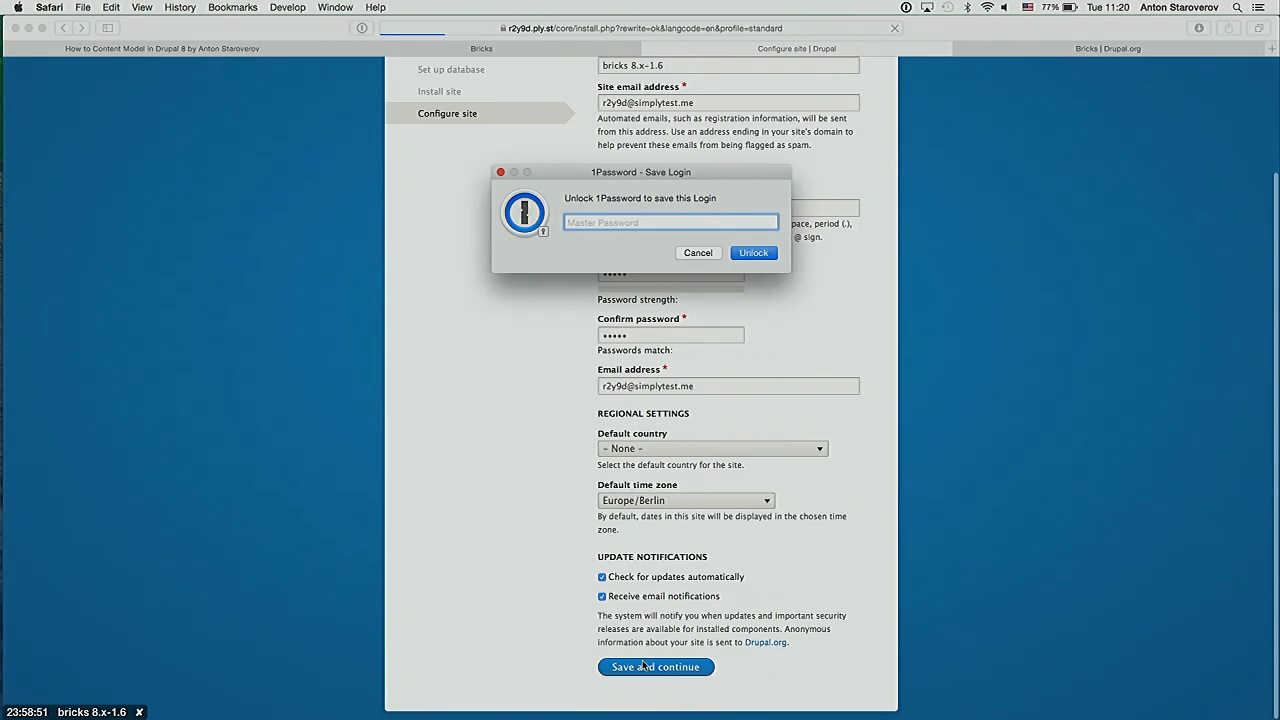 Safari File Edit View History Bookmarks Develop Window Help 77% Tue 11:20 Anton Staroverov
r2y9d.ply.st/core/install.php?rewrite=ok&langcode=en&profile=standard
How to Content Model in Drupal 8 by Anton Staroverov Bricks Configure site | Drupal Bricks | Drupal.org
Set up database
Install site
Configure site
bricks 8.x-1.6
Site email address *
r2y9d@simplytest.me
Automated emails, such as registration information, will be sent
from this address. Use an address ending in your site's domain to
help prevent these emails from being flagged as spam.
1Password - Save Login
Unlock 1Password to save this Login
Master Password
Cancel Unlock
pace, period (.),
@ sign.
•••••
Password strength:
Confirm password *
•••••
Passwords match:
Email address *
r2y9d@simplytest.me
REGIONAL SETTINGS
Default country
- None -
Select the default country for the site.
Default time zone
Europe/Berlin
By default, dates in this site will be displayed in the chosen time
zone.
UPDATE NOTIFICATIONS
Check for updates automatically
Receive email notifications
The system will notify you when updates and important security
releases are available for installed components. Anonymous
information about your site is sent to Drupal.org.
Save and continue
23:58:51 bricks 8.x-1.6 ✘